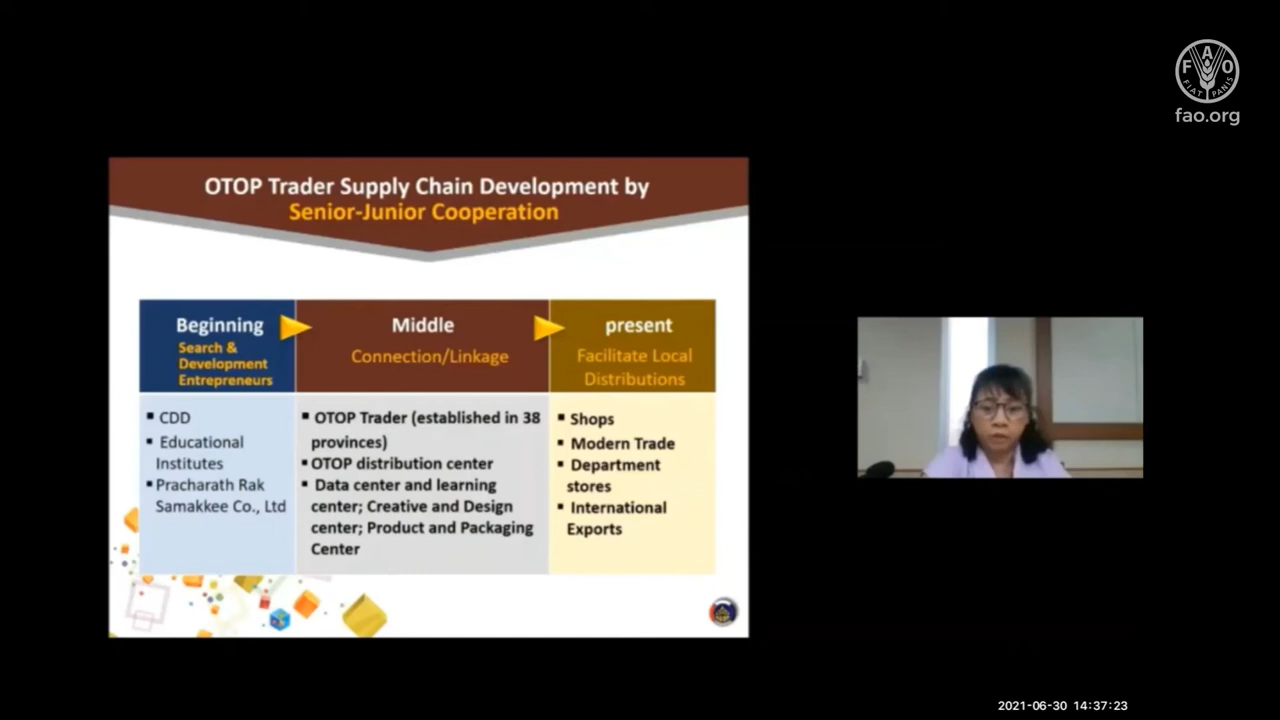 F A O
FIAT PANIS
fao.org
OTOP Trader Supply Chain Development by
Senior-Junior Cooperation
Beginning
Search &
Development
Entrepreneurs
Middle
Connection/Linkage
present
Facilitate Local
Distributions
▪ CDD
▪ Educational
Institutes
▪ Pracharath Rak
Samakkee Co., Ltd
▪ OTOP Trader (established in 38
provinces)
▪ OTOP distribution center
▪ Data center and learning
center; Creative and Design
center; Product and Packaging
Center
▪ Shops
▪ Modern Trade
▪ Department
stores
▪ International
Exports
2021-06-30 14:37:23